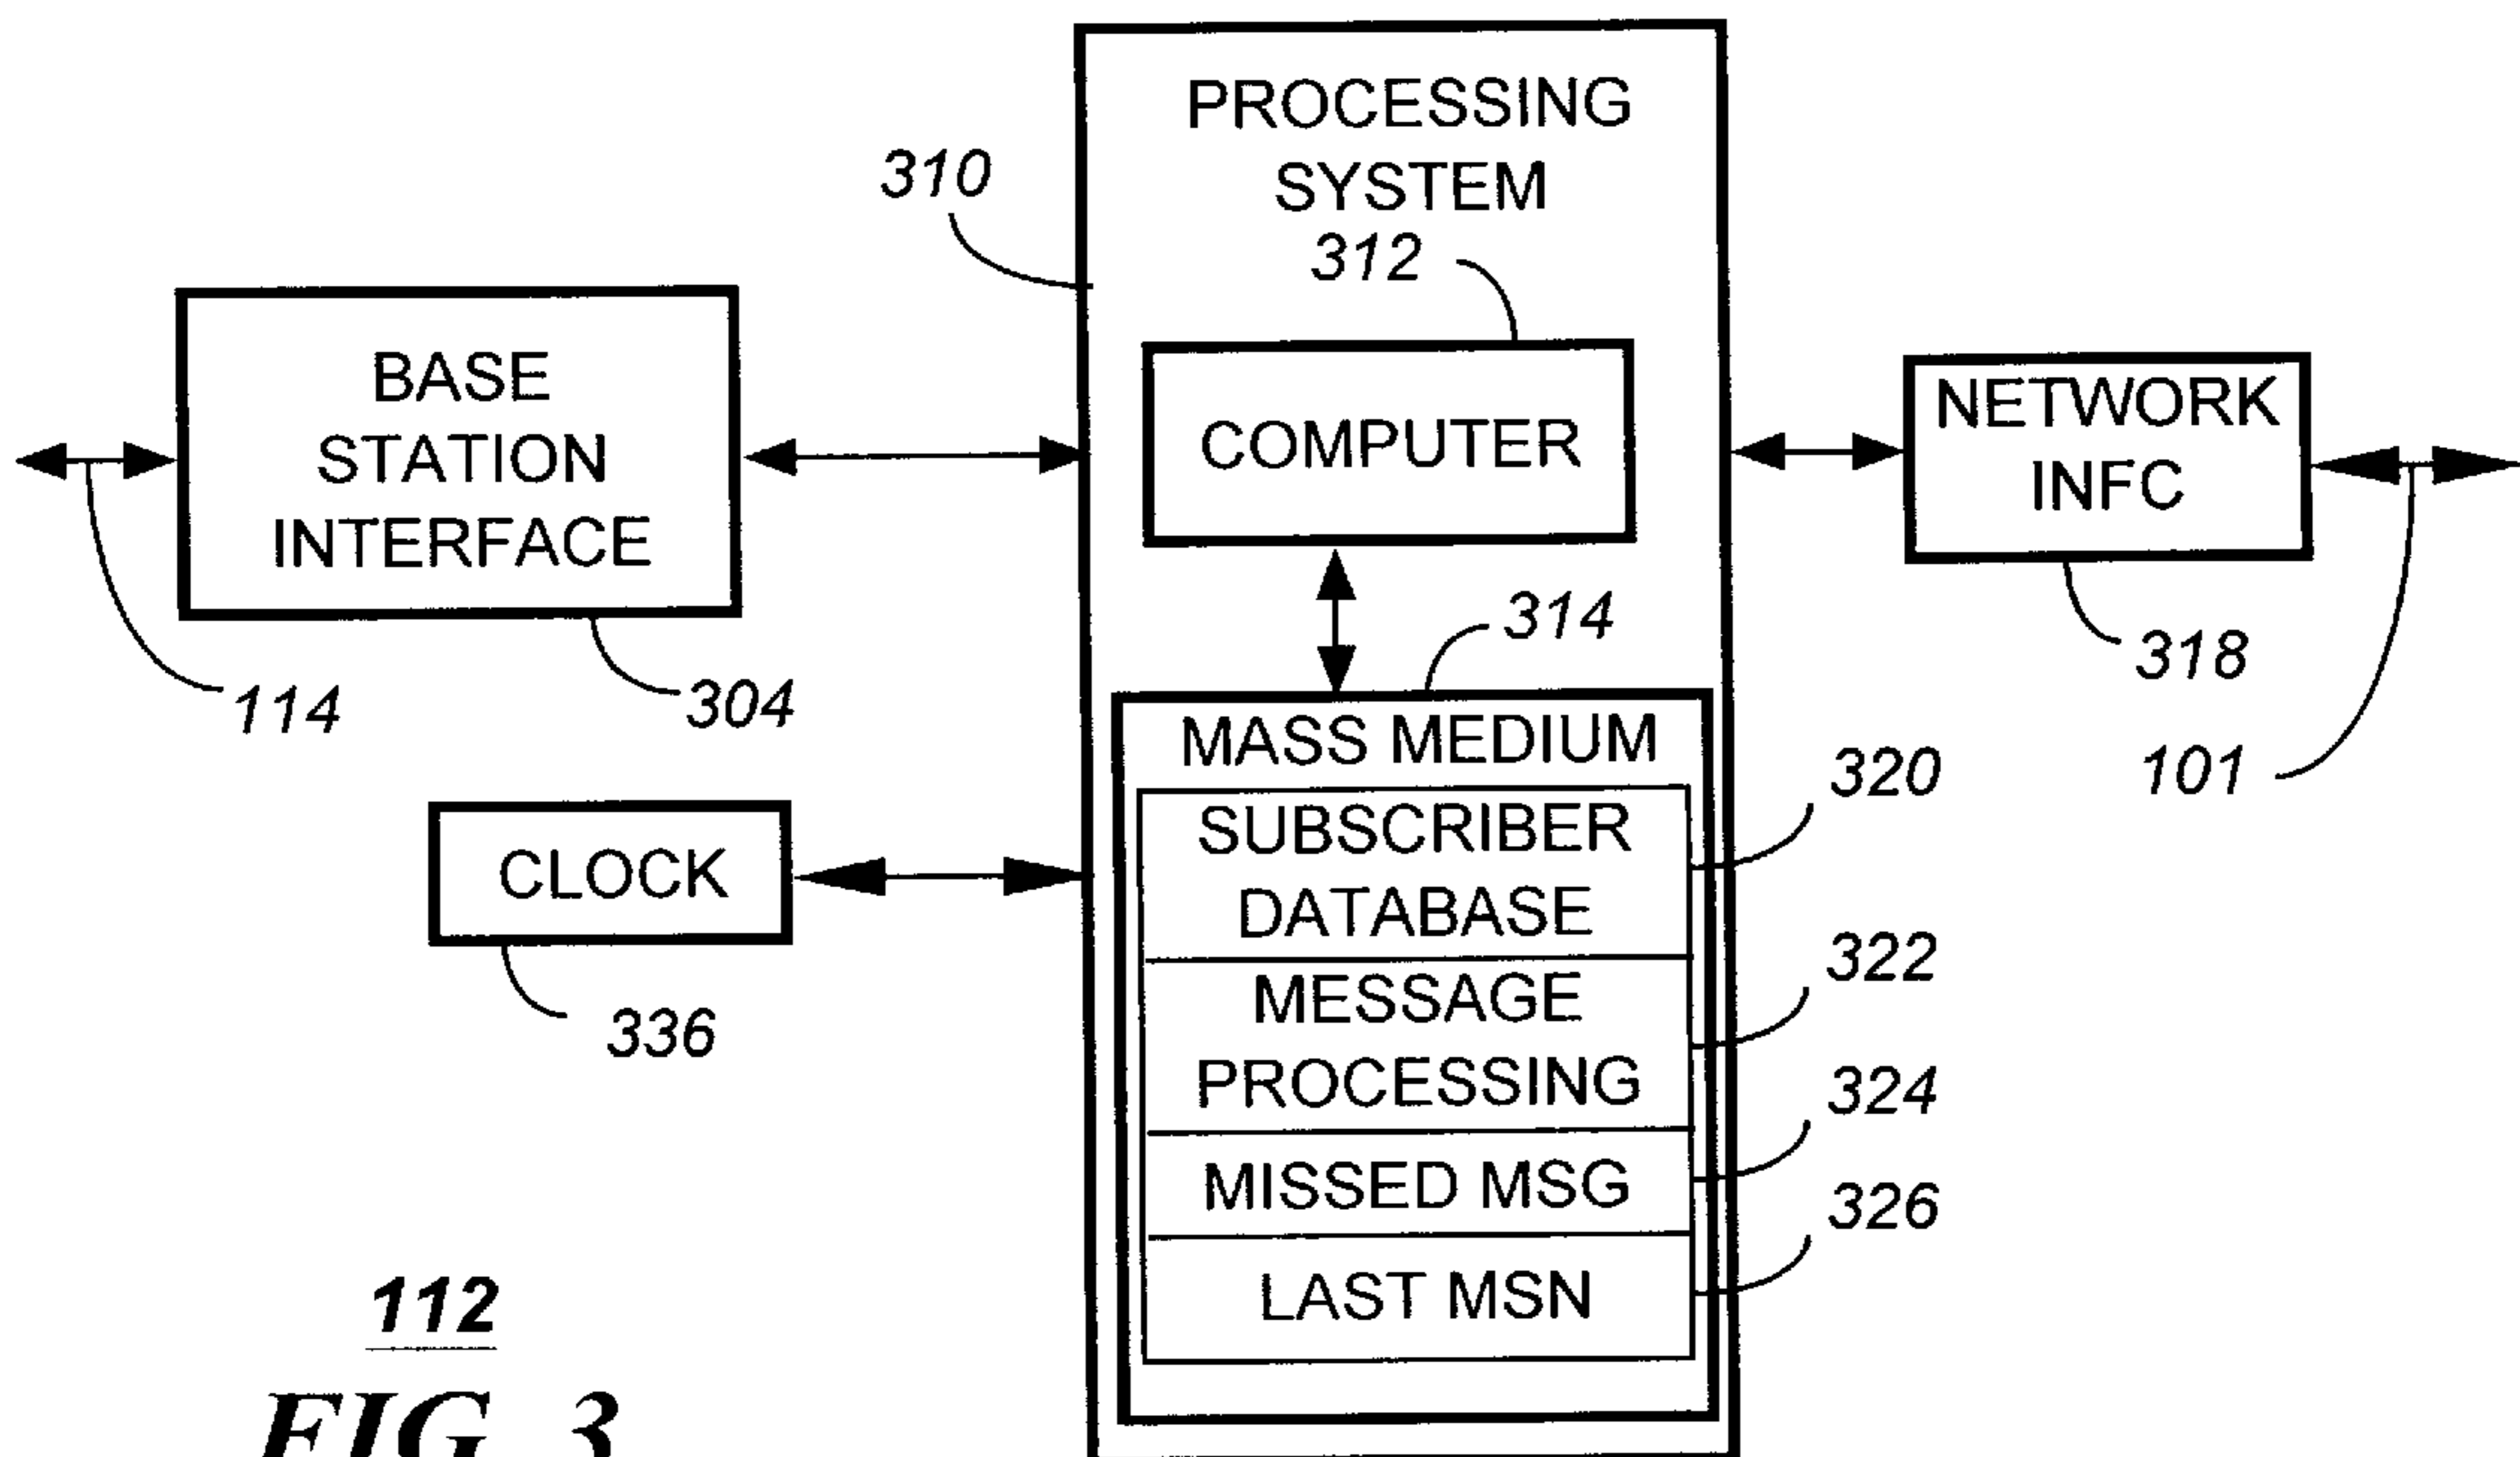 PROCESSING
SYSTEM
310
312
BASE
STATION
INTERFACE
COMPUTER
NETWORK
INFC
114
304
314
318
101
MASS MEDIUM
SUBSCRIBER
DATABASE
320
CLOCK
336
MESSAGE
PROCESSING
322
MISSED MSG
324
LAST MSN
326
112
FIG. 3